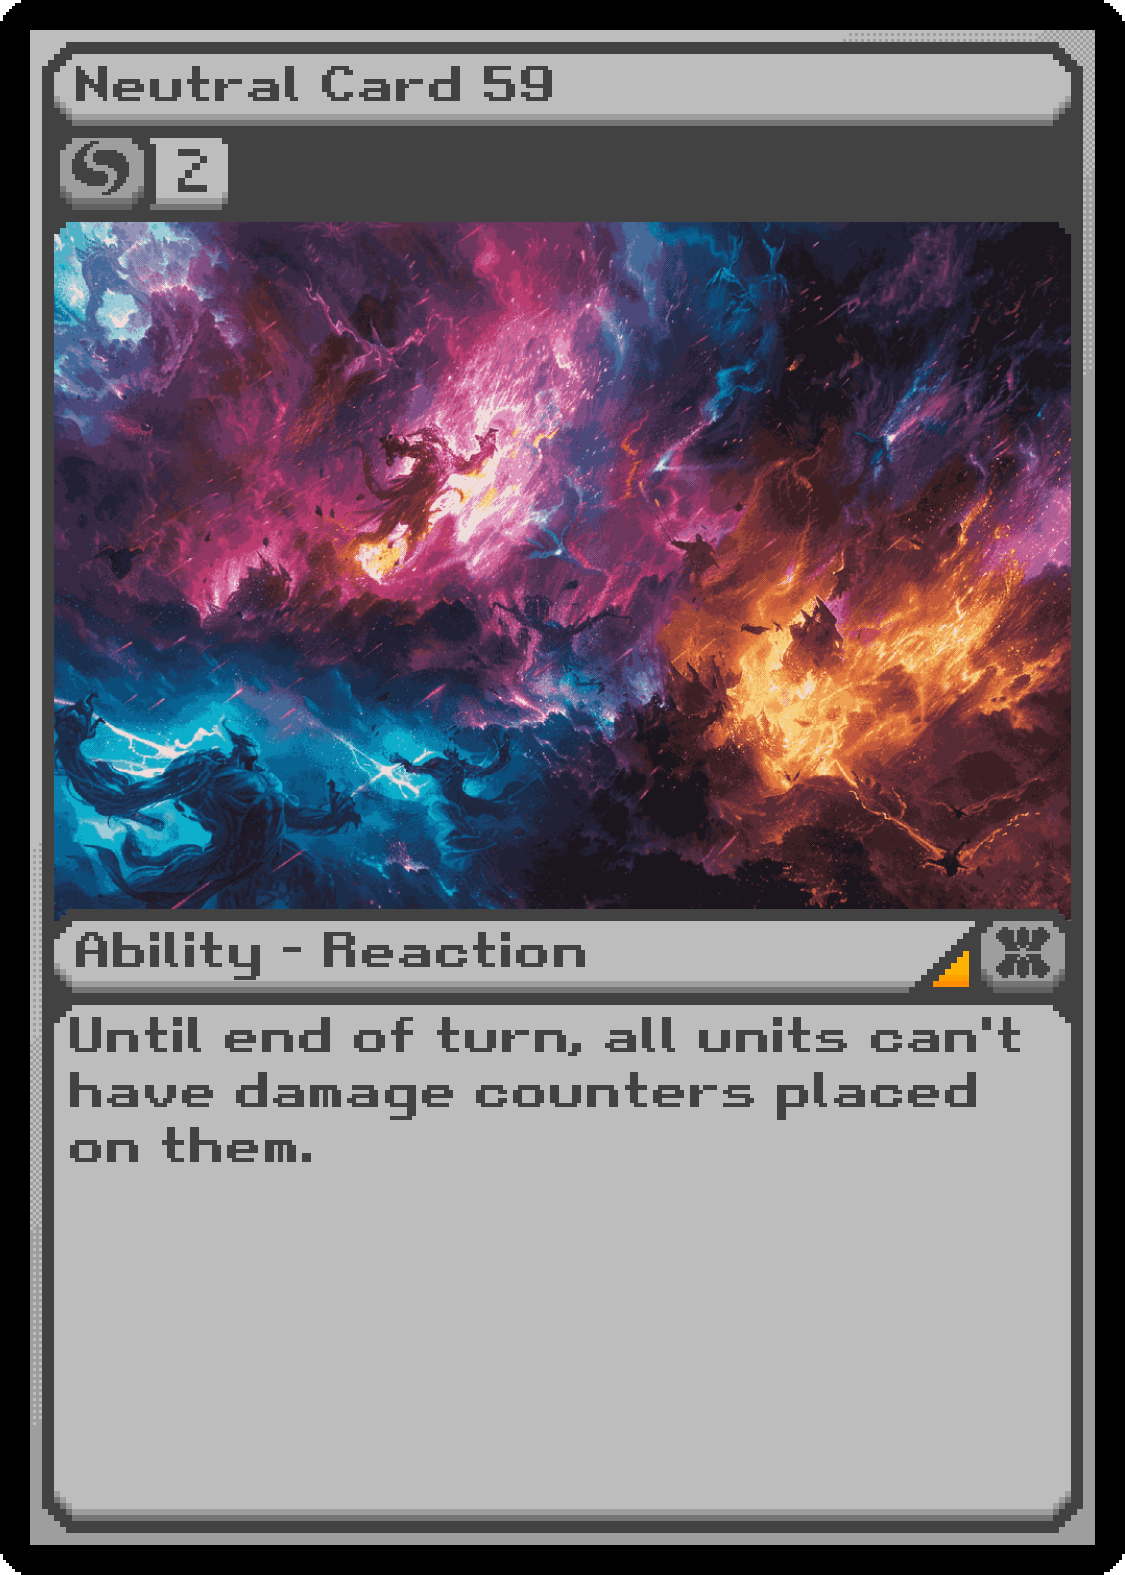 Neutral Card 59
2
Ability - Reaction
Until end of turn, all units can't
have damage counters placed
on them.